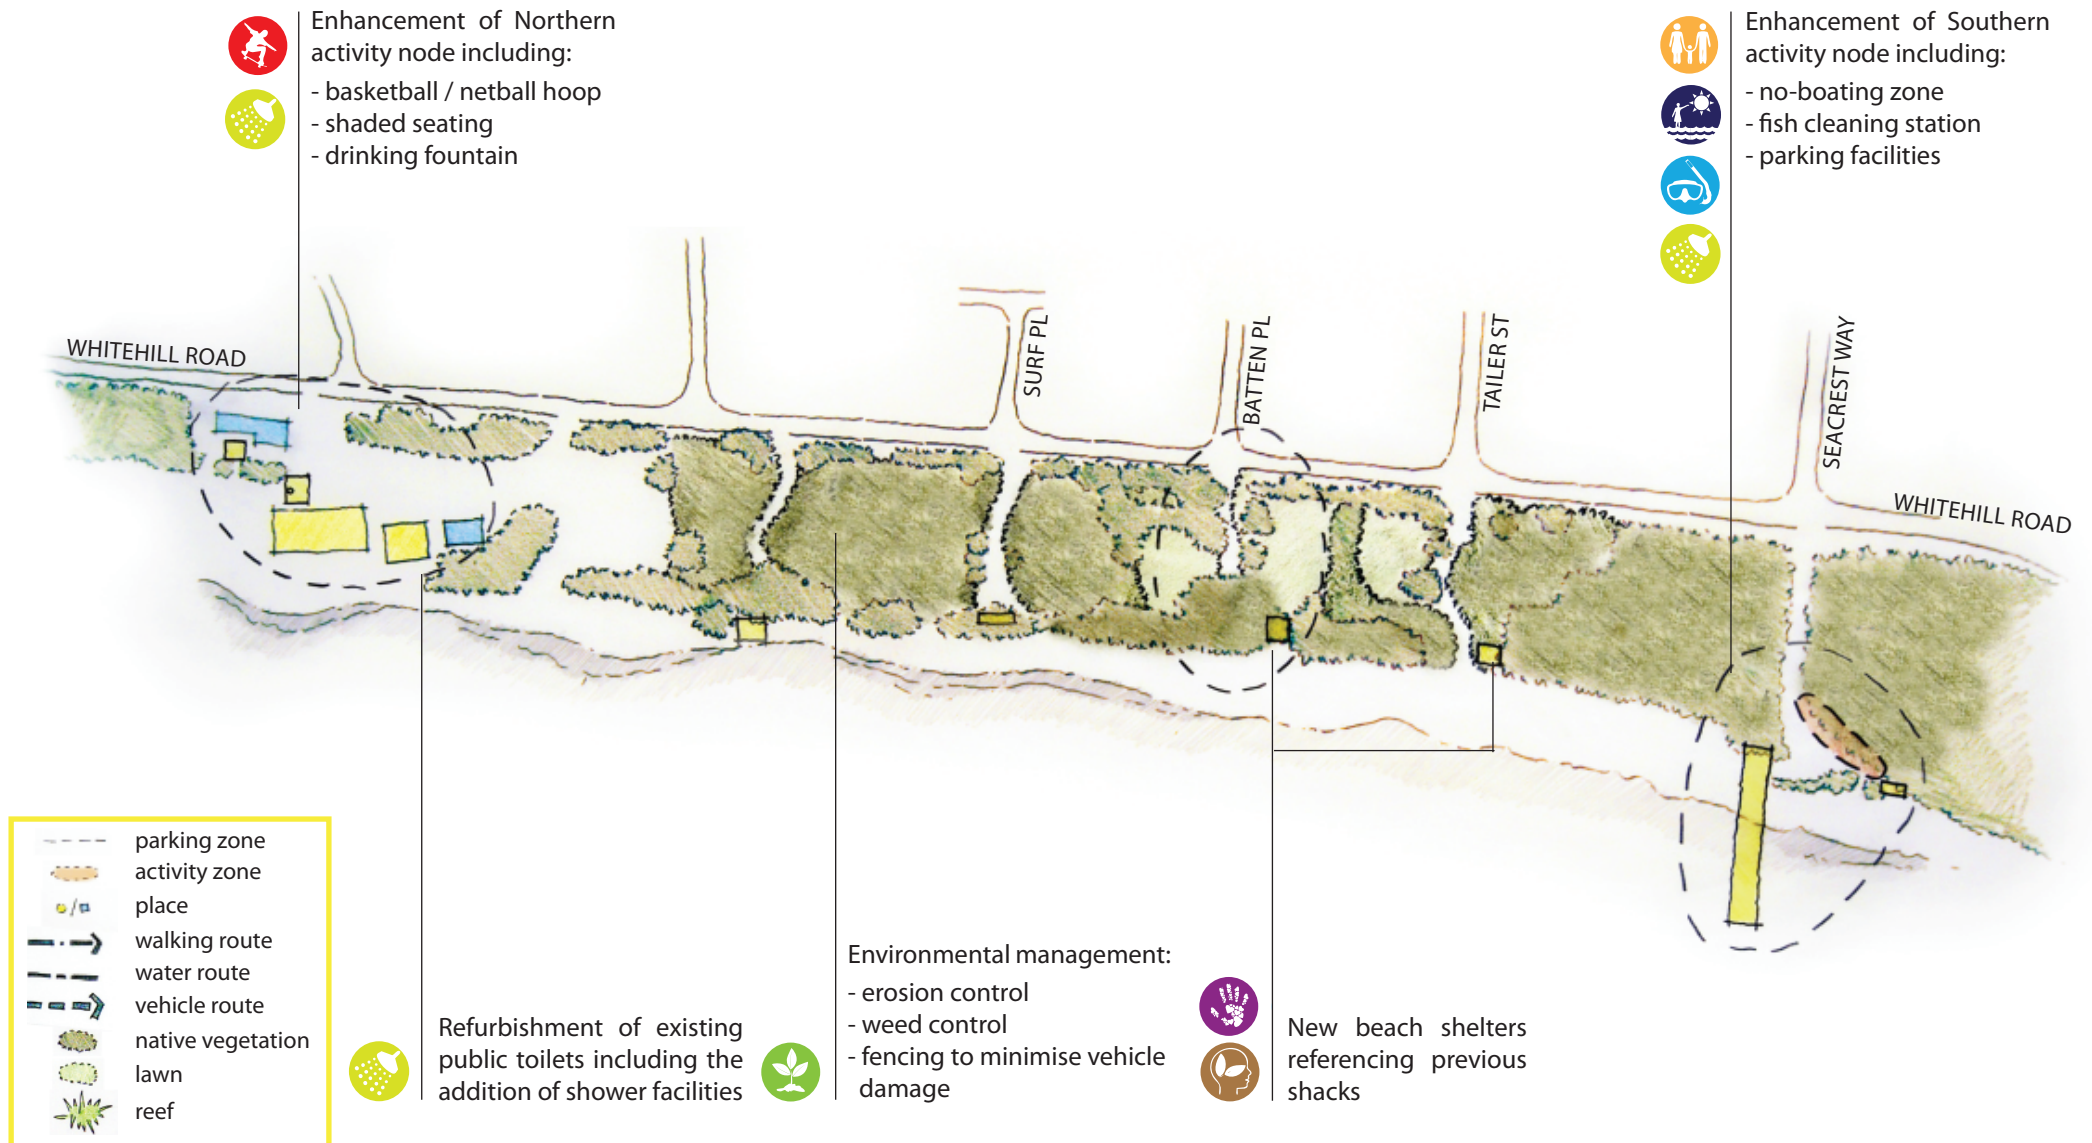 Enhancement of Northern
activity node including:
- basketball / netball hoop
- shaded seating
- drinking fountain
Enhancement of Southern
activity node including:
- no-boating zone
- fish cleaning station
- parking facilities
WHITEHILL ROAD
SURF PL
BATTEN PL
TAILER ST
SEACREST WAY
WHITEHILL ROAD
parking zone
activity zone
place
walking route
water route
vehicle route
native vegetation
lawn
reef
Refurbishment of existing
public toilets including the
addition of shower facilities
Environmental management:
- erosion control
- weed control
- fencing to minimise vehicle
damage
New beach shelters
referencing previous
shacks